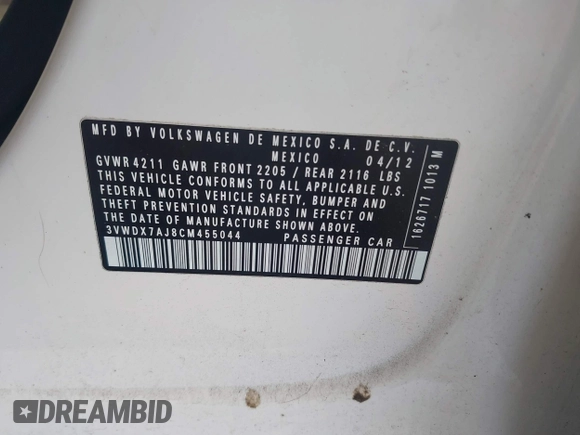 MFD BY VOLKSWAGEN DE MEXICO S.A. DE C.V.
MEXICO 04/12
GVWR 4211 GAWR FRONT 2205 / REAR 2116 LBS
THIS VEHICLE CONFORMS TO ALL APPLICABLE U.S.
FEDERAL MOTOR VEHICLE SAFETY, BUMPER AND
THEFT PREVENTION STANDARDS IN EFFECT ON
THE DATE OF MANUFACTURE SHOWN ABOVE.
3VWDX7AJ8CM455044 PASSENGER CAR
1626717 1013 M
DREAMBID